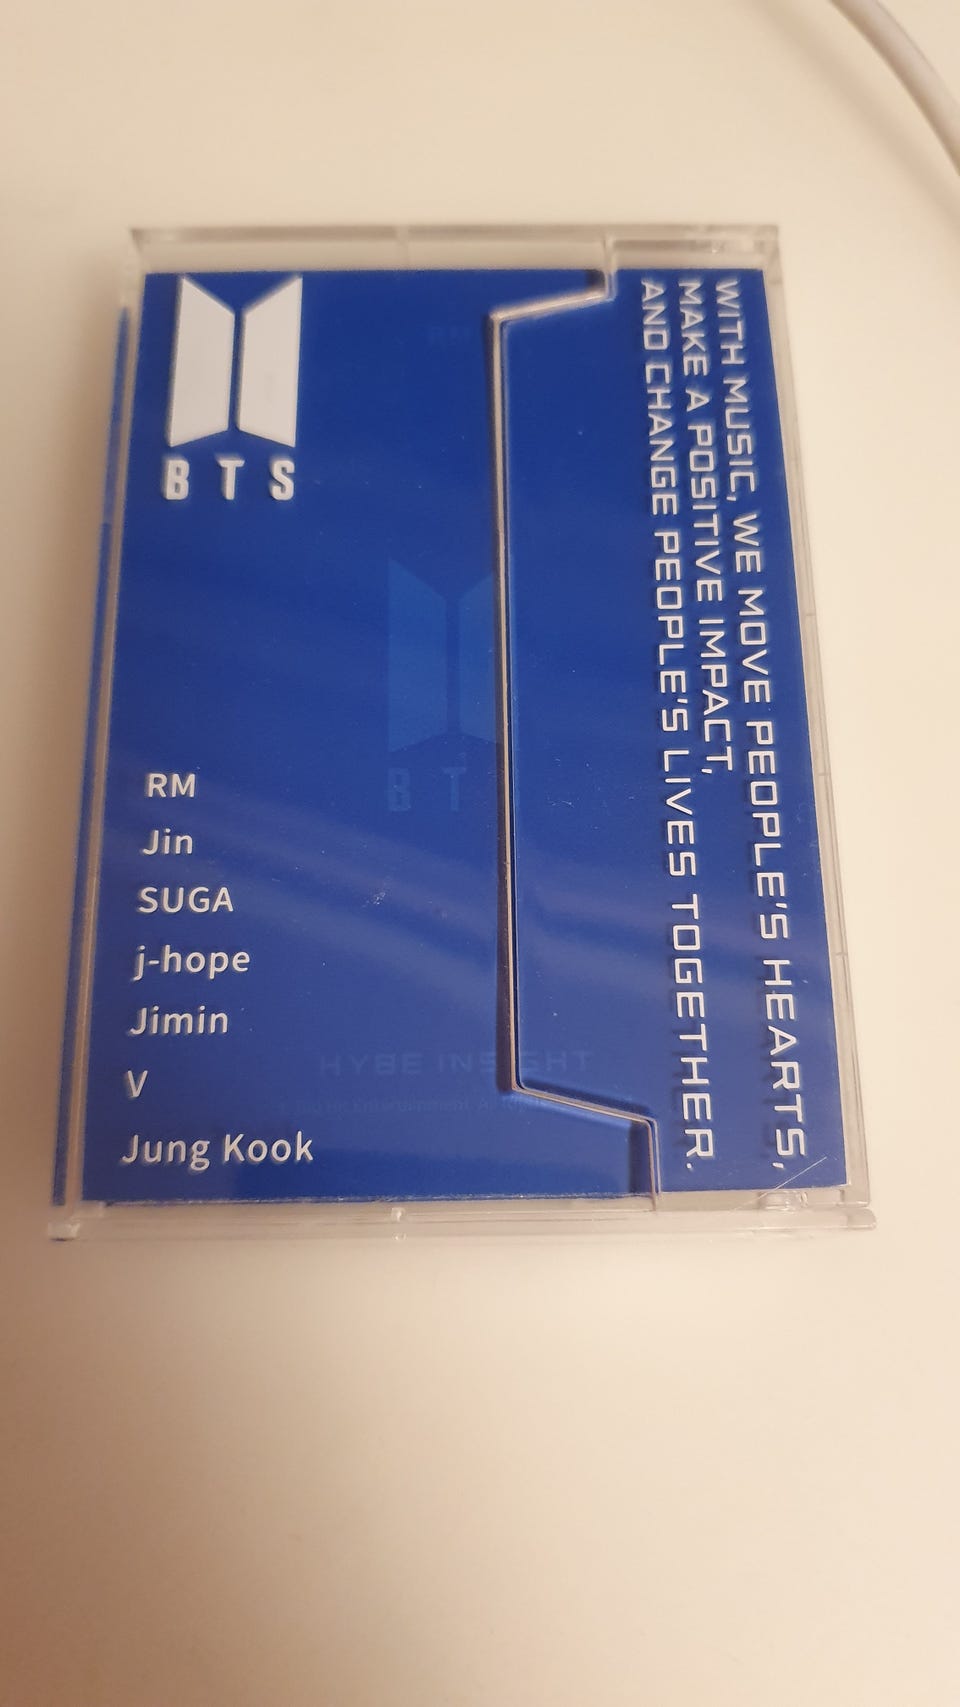 BTS
RM
Jin
SUGA
j-hope
Jimin
V
Jung Kook
WITH MUSIC, WE MOVE PEOPLE'S HEARTS,
MAKE A POSITIVE IMPACT,
AND CHANGE PEOPLE'S LIVES TOGETHER.
B T
HYBE INSIGHT